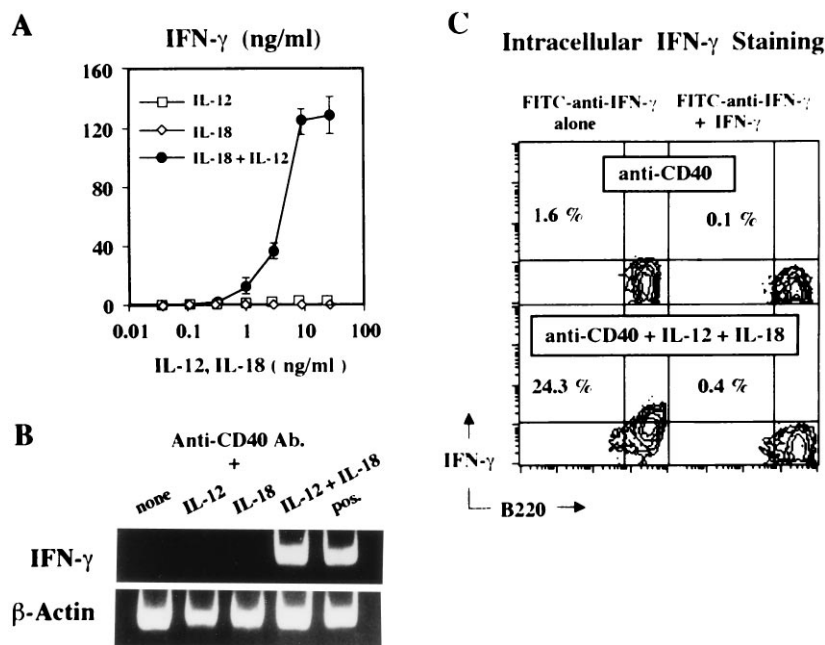 A
IFN-γ (ng/ml)
160
120
80
40
0
IL-12
IL-18
IL-18 + IL-12
0.01 0.1 1 10 100
IL-12, IL-18 ( ng/ml )
B
Anti-CD40 Ab.
+
none IL-12 IL-18 IL-12 + IL-18 pos.
IFN-γ
β-Actin
C
Intracellular IFN-γ Staining
FITC-anti-IFN-γ alone
FITC-anti-IFN-γ + IFN-γ
anti-CD40
1.6 % 0.1 %
anti-CD40 + IL-12 + IL-18
24.3 % 0.4 %
IFN-γ
B220